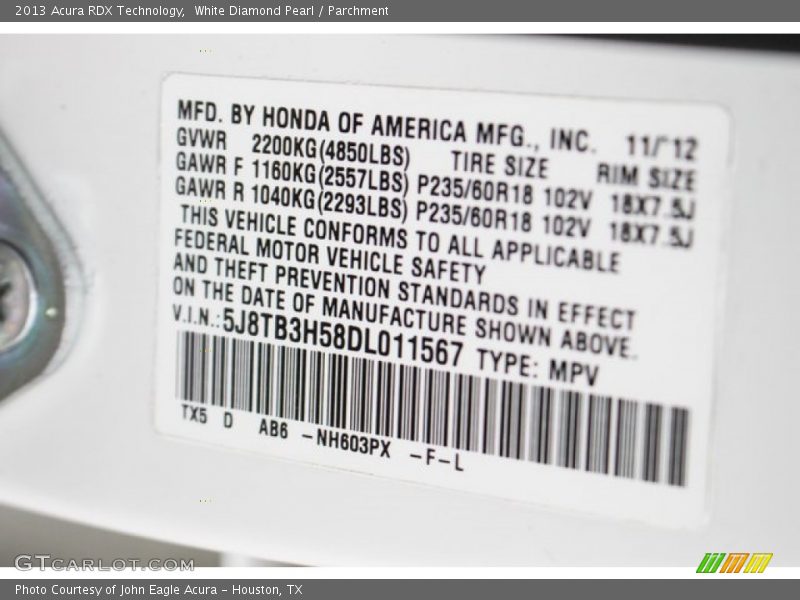 2013 Acura RDX Technology,  White Diamond Pearl / Parchment
MFD. BY HONDA OF AMERICA MFG., INC. 11/12
GVWR 2200KG(4850LBS) TIRE SIZE RIM SIZE
GAWR F 1160KG(2557LBS) P235/60R18 102V 18X7.5J
GAWR R 1040KG(2293LBS) P235/60R18 102V 18X7.5J
THIS VEHICLE CONFORMS TO ALL APPLICABLE
FEDERAL MOTOR VEHICLE SAFETY
AND THEFT PREVENTION STANDARDS IN EFFECT
ON THE DATE OF MANUFACTURE SHOWN ABOVE.
V.I.N.: 5J8TB3H58DL011567 TYPE: MPV
TX5 D AB6 -NH603PX -F-L
GTCARLOT.COM
Photo Courtesy of John Eagle Acura - Houston, TX